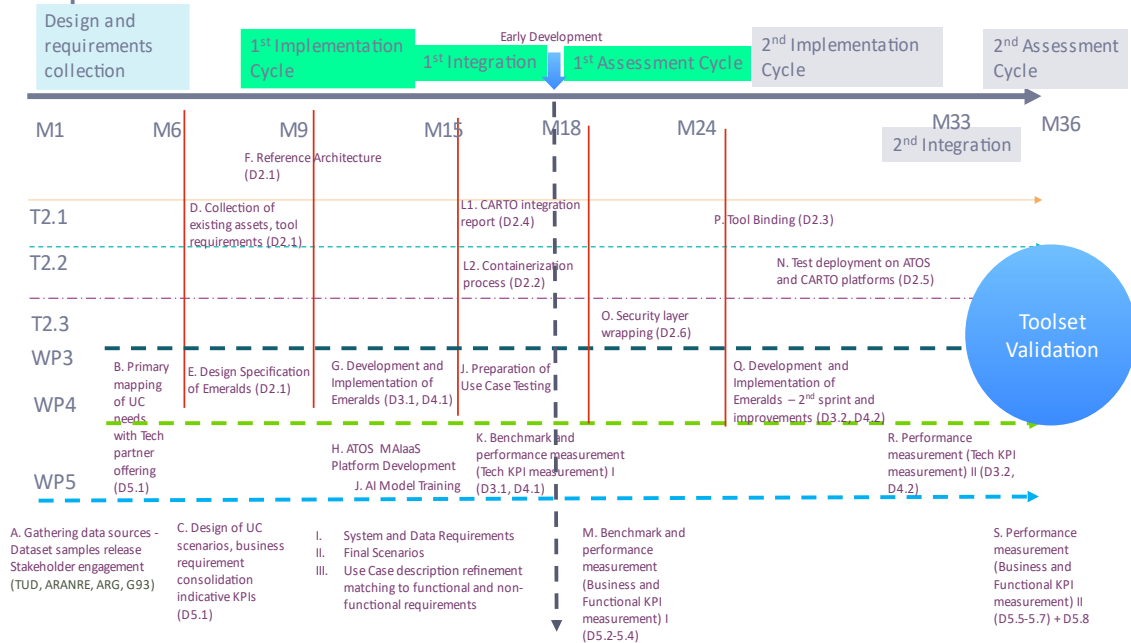 Design and
requirements
collection
1st Implementation
Cycle
1st Integration
Early Development
1st Assessment Cycle
2nd Implementation
Cycle
2nd Assessment
Cycle
M1
M6
M9
M15
M18
M24
M33
M36
2nd Integration
F. Reference Architecture
(D2.1)
T2.1
D. Collection of
existing assets, tool
requirements (D2.1)
L1. CARTO integration
report (D2.4)
P. Tool Binding (D2.3)
T2.2
L2. Containerization
process (D2.2)
N. Test deployment on ATOS
and CARTO platforms (D2.5)
T2.3
O. Security layer
wrapping (D2.6)
Toolset
Validation
WP3
B. Primary
mapping
of UC
needs
with Tech
partner
offering
(D5.1)
E. Design Specification
of Emeralds (D2.1)
G. Development and
Implementation of
Emeralds (D3.1, D4.1)
J. Preparation of
Use Case Testing
Q. Development and
Implementation of
Emeralds – 2nd sprint and
improvements (D3.2, D4.2)
WP4
H. ATOS MAIaaS
Platform Development
J. AI Model Training
K. Benchmark and
performance measurement
(Tech KPI measurement) I
(D3.1, D4.1)
R. Performance
measurement (Tech KPI
measurement) II (D3.2,
D4.2)
WP5
A. Gathering data sources -
Dataset samples release
Stakeholder engagement
(TUD, ARANRE, ARG, G93)
C. Design of UC
scenarios, business
requirement
consolidation
indicative KPIs
(D5.1)
I. System and Data Requirements
II. Final Scenarios
III. Use Case description refinement
matching to functional and non-
functional requirements
M. Benchmark and
performance
measurement
(Business and
Functional KPI
measurement) I
(D5.2-5.4)
S. Performance
measurement
(Business and
Functional KPI
measurement) II
(D5.5-5.7) + D5.8